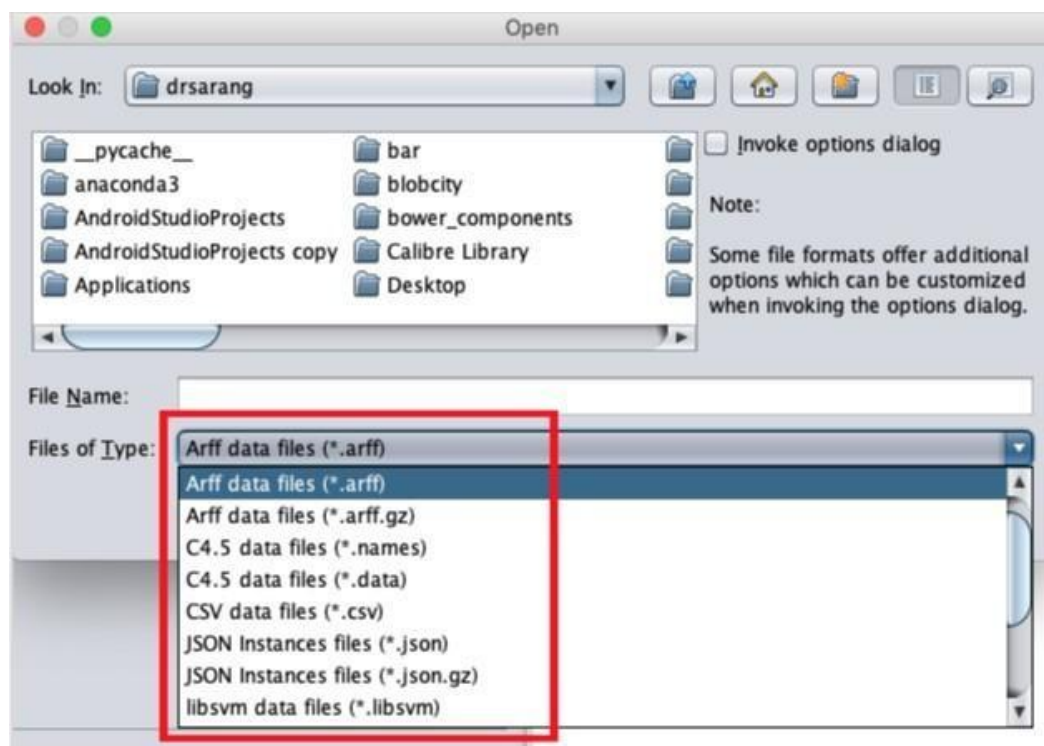 Open
Look In: drsarang
__pycache__ bar
anaconda3 blobcity
AndroidStudioProjects bower_components
AndroidStudioProjects copy Calibre Library
Applications Desktop
Invoke options dialog
Note:
Some file formats offer additional
options which can be customized
when invoking the options dialog.
File Name:
Files of Type: Arff data files (*.arff)
Arff data files (*.arff)
Arff data files (*.arff.gz)
C4.5 data files (*.names)
C4.5 data files (*.data)
CSV data files (*.csv)
JSON Instances files (*.json)
JSON Instances files (*.json.gz)
libsvm data files (*.libsvm)